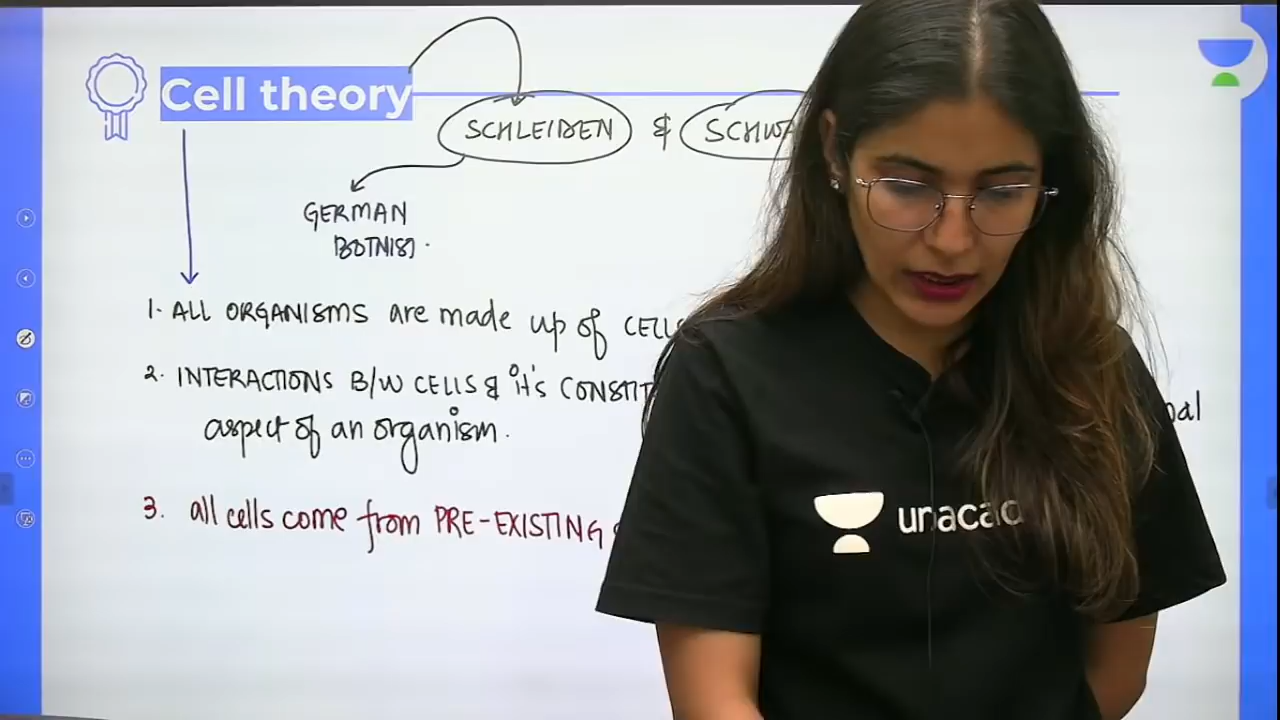 Cell theory
SCHLEIDEN & SCHWA
GERMAN
BOTNIST.
1. ALL ORGANISMS are made up of CELLS
2. INTERACTIONS B/W CELLS & it's CONSTIT
aspect of an organism.
3. all cells come from PRE-EXISTING
unacad